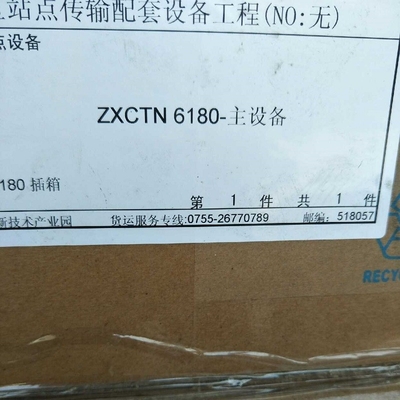 站点传输配套设备工程(NO:无)
点设备
ZXCTN 6180-主设备
180 插箱
第 1 件 共 1 件
新技术产业园 货运服务专线:0755-26770789 邮编: 518057
RECYC